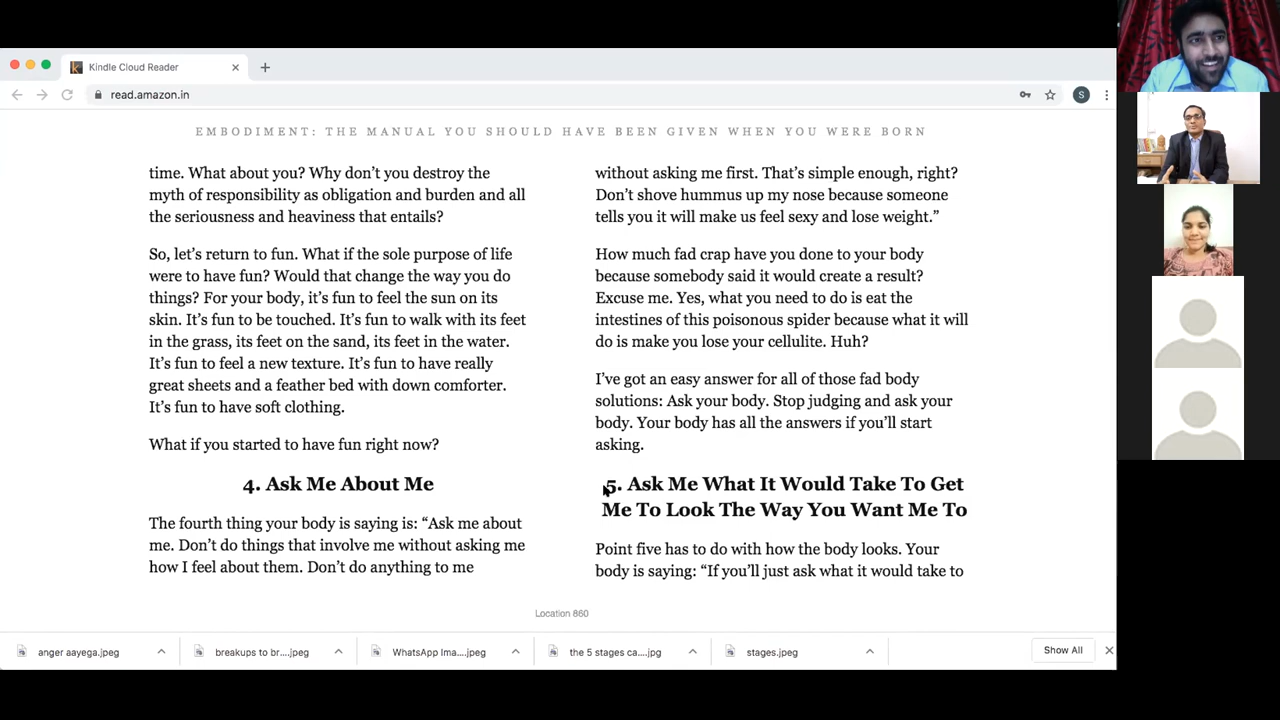 Kindle Cloud Reader
read.amazon.in
S
EMBODIMENT: THE MANUAL YOU SHOULD HAVE BEEN GIVEN WHEN YOU WERE BORN
time. What about you? Why don’t you destroy the
myth of responsibility as obligation and burden and all
the seriousness and heaviness that entails?
So, let’s return to fun. What if the sole purpose of life
were to have fun? Would that change the way you do
things? For your body, it’s fun to feel the sun on its
skin. It’s fun to be touched. It’s fun to walk with its feet
in the grass, its feet on the sand, its feet in the water.
It’s fun to feel a new texture. It’s fun to have really
great sheets and a feather bed with down comforter.
It’s fun to have soft clothing.
What if you started to have fun right now?
4. Ask Me About Me
The fourth thing your body is saying is: “Ask me about
me. Don’t do things that involve me without asking me
how I feel about them. Don’t do anything to me
without asking me first. That’s simple enough, right?
Don’t shove hummus up my nose because someone
tells you it will make us feel sexy and lose weight.”
How much fad crap have you done to your body
because somebody said it would create a result?
Excuse me. Yes, what you need to do is eat the
intestines of this poisonous spider because what it will
do is make you lose your cellulite. Huh?
I’ve got an easy answer for all of those fad body
solutions: Ask your body. Stop judging and ask your
body. Your body has all the answers if you’ll start
asking.
5. Ask Me What It Would Take To Get
Me To Look The Way You Want Me To
Point five has to do with how the body looks. Your
body is saying: “If you’ll just ask what it would take to
Location 860
anger aayega.jpeg
breakups to br....jpeg
WhatsApp Ima....jpeg
the 5 stages ca....jpg
stages.jpeg
Show All